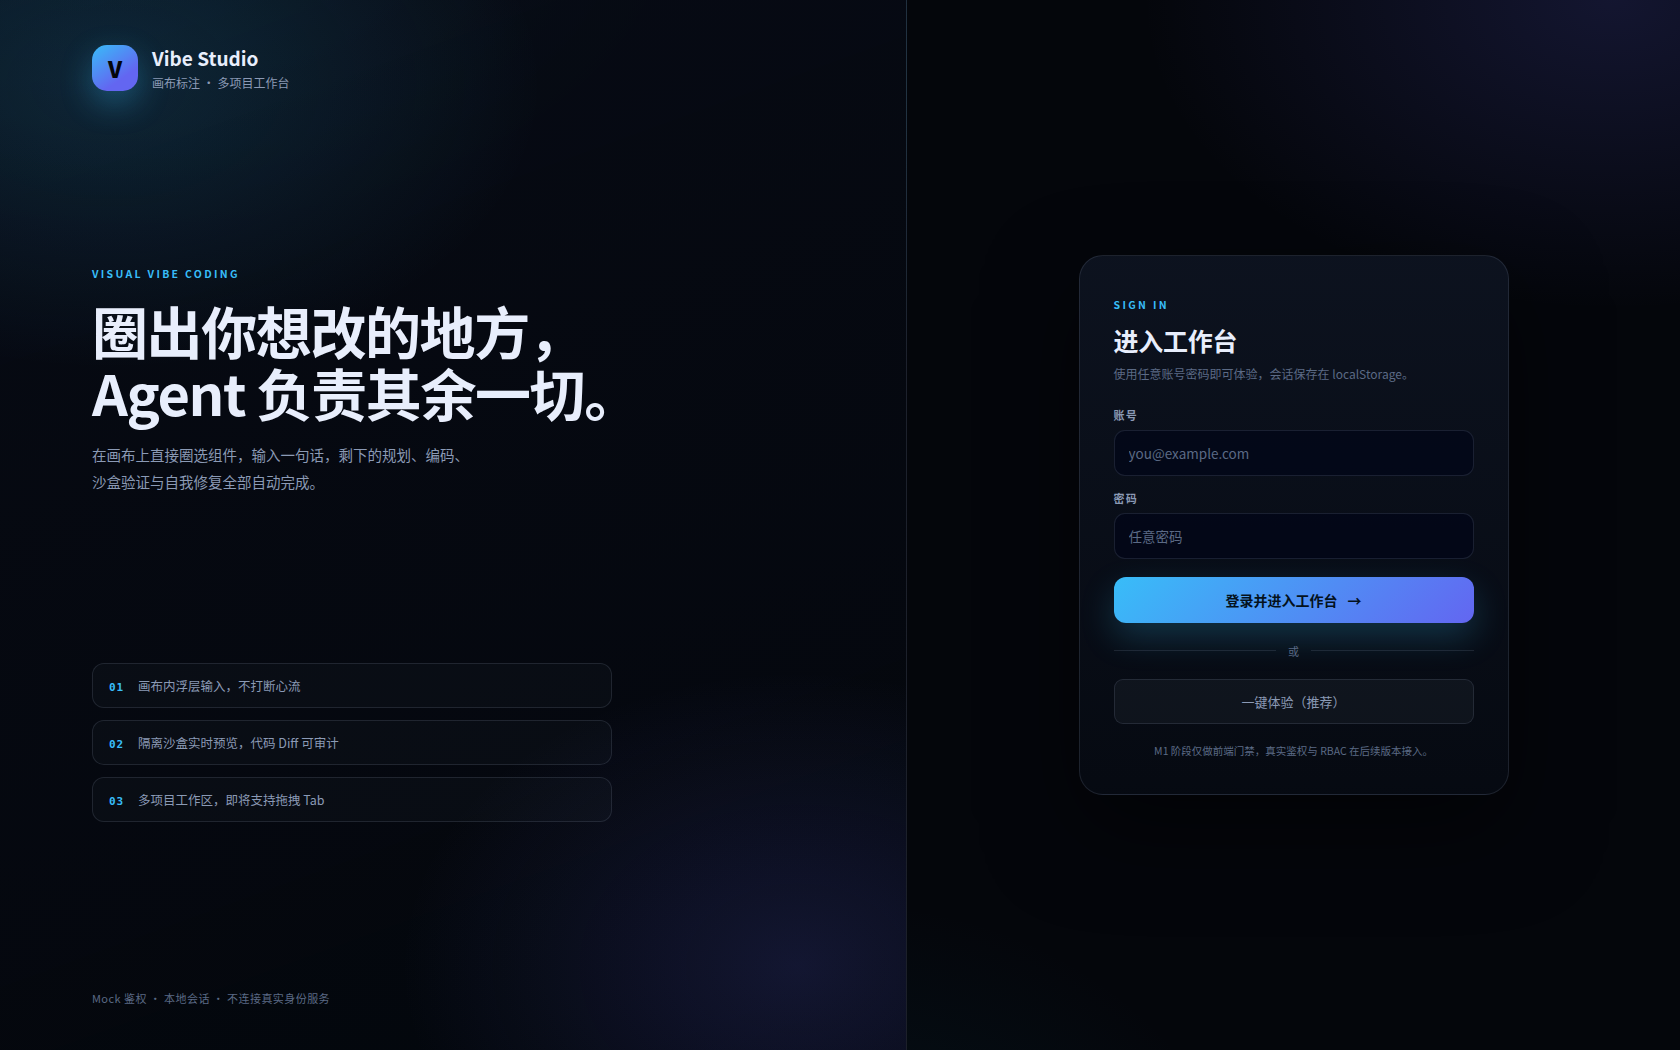 V
Vibe Studio
画布标注 · 多项目工作台
VISUAL VIBE CODING
圈出你想改的地方，
Agent 负责其余一切。
在画布上直接圈选组件，输入一句话，剩下的规划、编码、
沙盒验证与自我修复全部自动完成。
01 画布内浮层输入，不打断心流
02 隔离沙盒实时预览，代码 Diff 可审计
03 多项目工作区，即将支持拖拽 Tab
Mock 鉴权 · 本地会话 · 不连接真实身份服务
SIGN IN
进入工作台
使用任意账号密码即可体验，会话保存在 localStorage。
账号
you@example.com
密码
任意密码
登录并进入工作台 →
或
一键体验（推荐）
M1 阶段仅做前端门禁，真实鉴权与 RBAC 在后续版本接入。